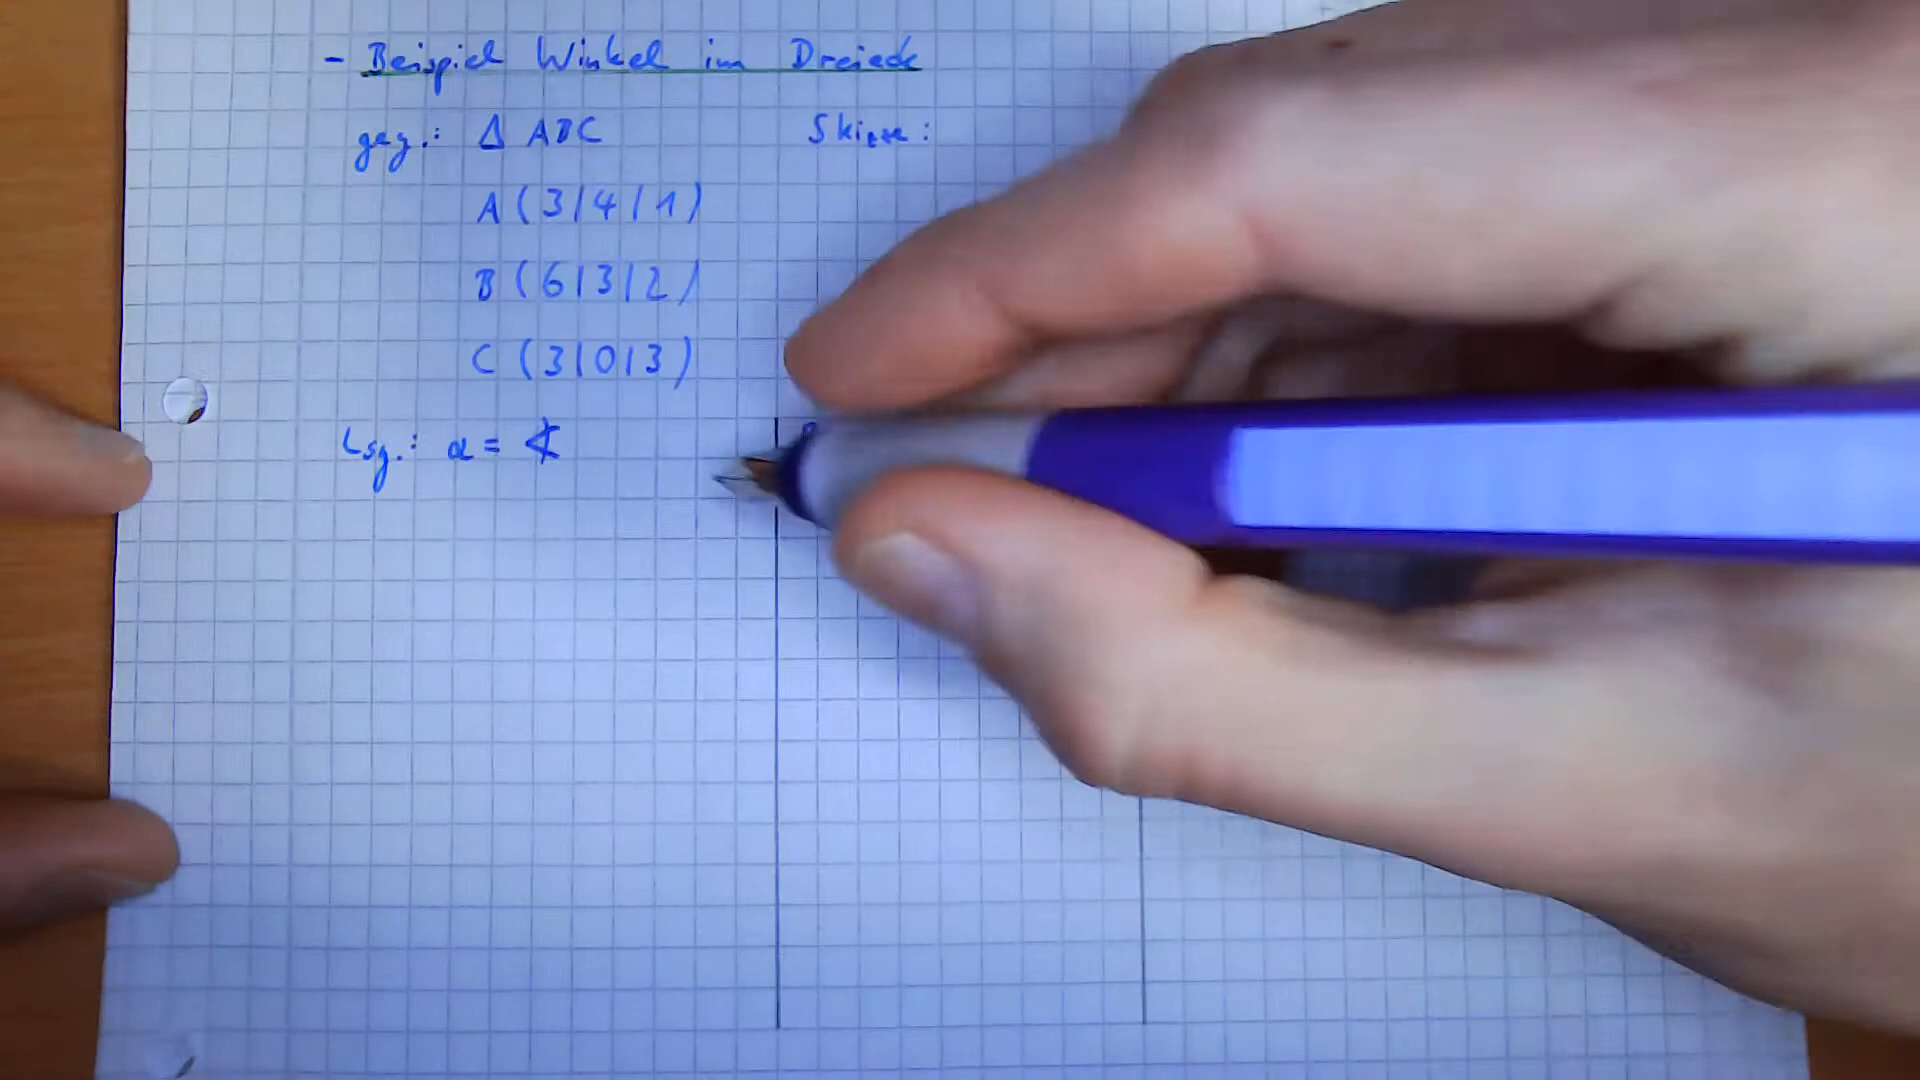 - Beispiel Winkel im Dreieck
geg.: Δ ABC
Skizze:
A (3|4|1)
B (6|3|2)
C (3|0|3)
Lsg.: α = ∢